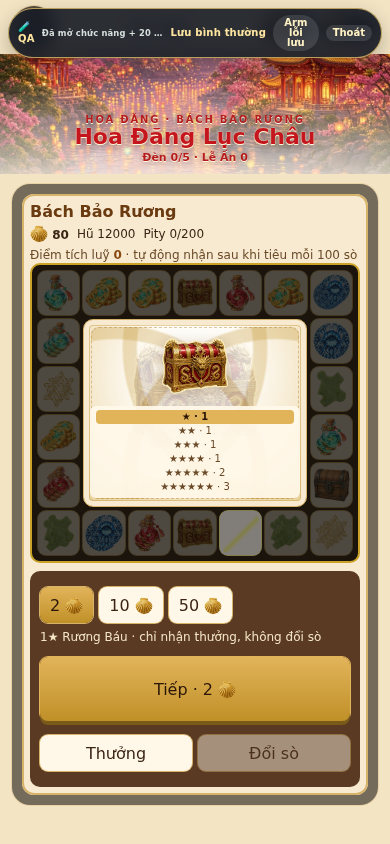 QA
Đã mở chức năng + 20 ...
Lưu bình thường
Arm lỗi lưu
Thoát
HOA ĐĂNG · BÁCH BẢO RƯƠNG
Hoa Đăng Lục Châu
Đèn 0/5 · Lễ Ấn 0
Bách Bảo Rương
80 Hũ 12000 Pity 0/200
Điểm tích luỹ 0 · tự động nhận sau khi tiêu mỗi 100 sò
★ · 1
★★ · 1
★★★ · 1
★★★★ · 1
★★★★★ · 2
★★★★★★ · 3
2 10 50
1★ Rương Báu · chỉ nhận thưởng, không đổi sò
Tiếp · 2
Thưởng Đổi sò